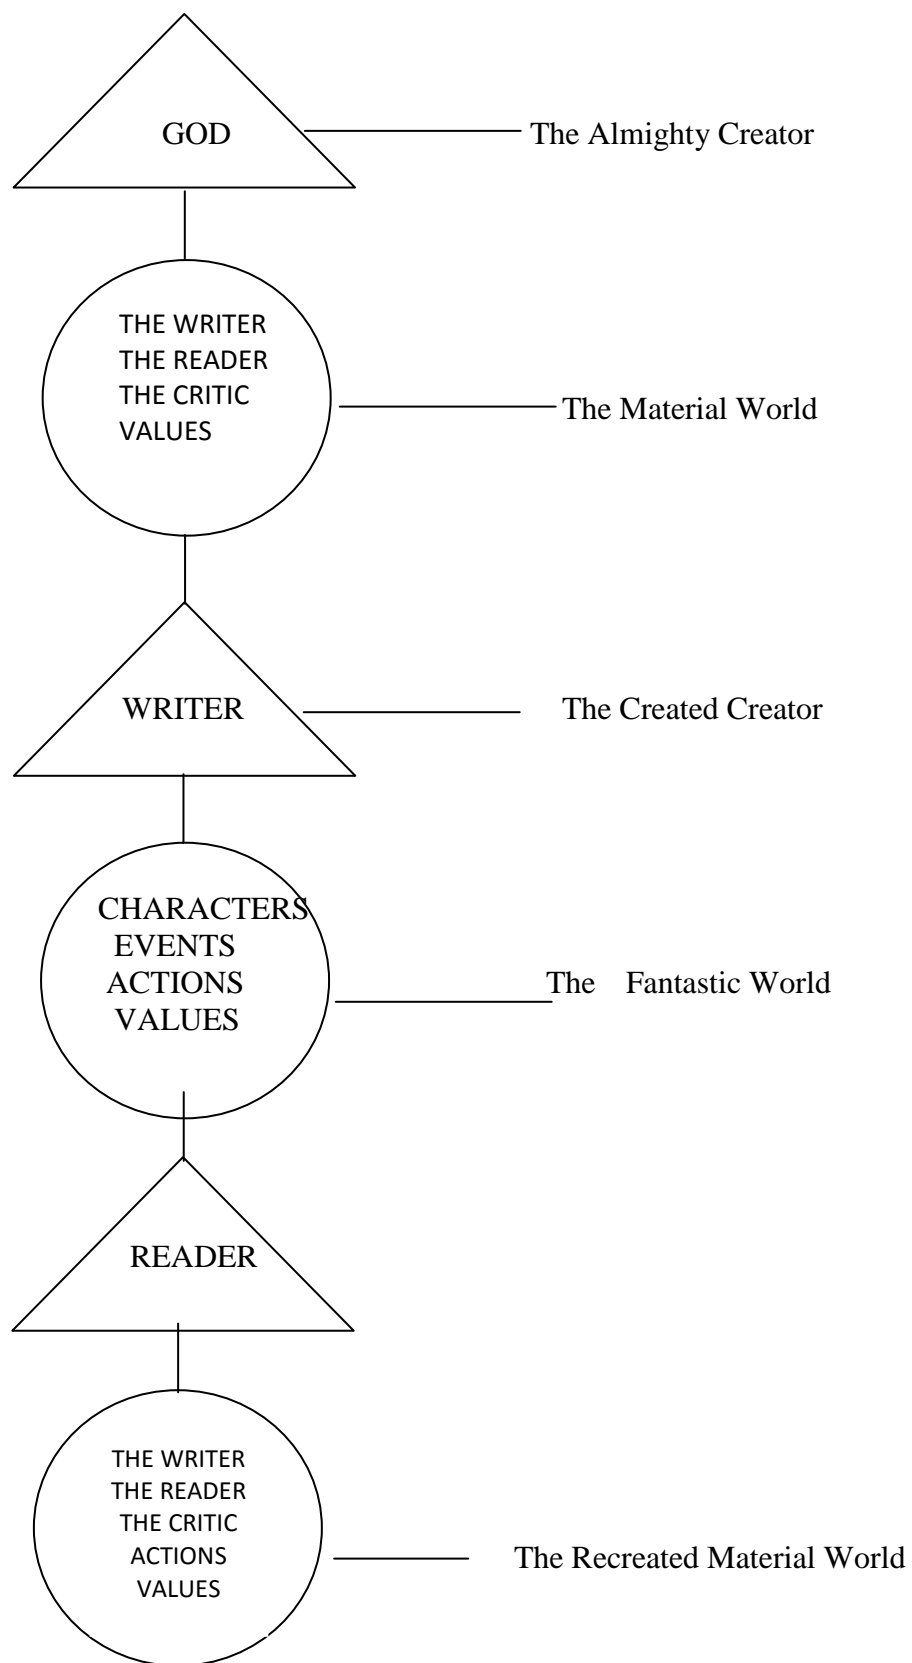 GOD
The Almighty Creator
THE WRITER
THE READER
THE CRITIC
VALUES
The Material World
WRITER
The Created Creator
CHARACTERS
EVENTS
ACTIONS
VALUES
The Fantastic World
READER
THE WRITER
THE READER
THE CRITIC
ACTIONS
VALUES
The Recreated Material World